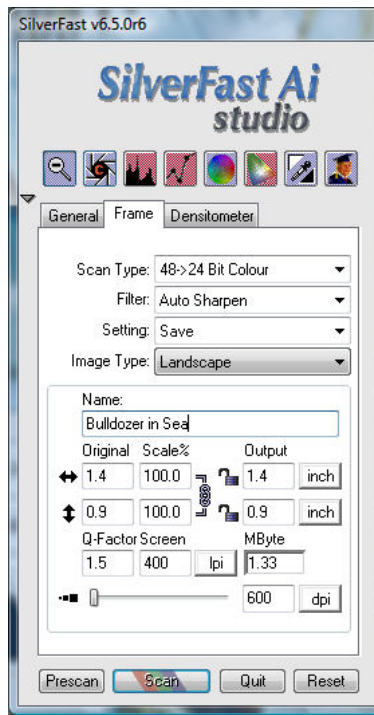 SilverFast v6.5.0r6
SilverFast Ai
studio
General Frame Densitometer
Scan Type: 48->24 Bit Colour
Filter: Auto Sharpen
Setting: Save
Image Type: Landscape
Name:
Bulldozer in Sea
Original Scale% Output
1.4 100.0 1.4 inch
0.9 100.0 0.9 inch
Q-Factor Screen MByte
1.5 400 lpi 1.33
600 dpi
Prescan Scan Quit Reset